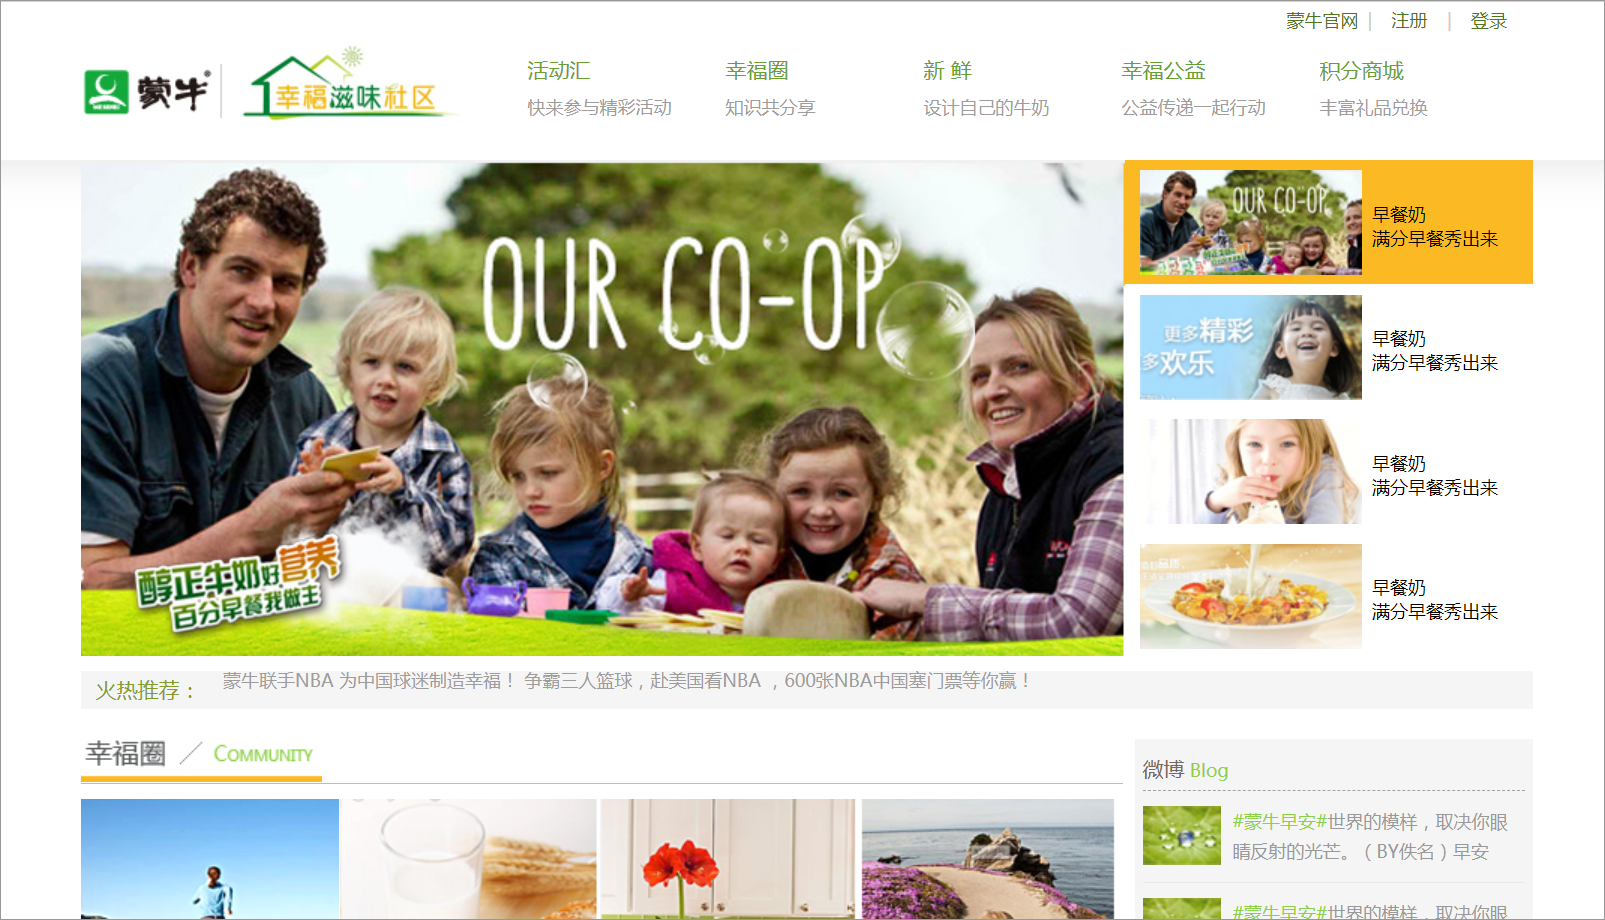 蒙牛官网 | 注册 | 登录
蒙牛
幸福滋味社区
活动汇 幸福圈 新 鲜 幸福公益 积分商城
快来参与精彩活动 知识共分享 设计自己的牛奶 公益传递一起行动 丰富礼品兑换
OUR CO-OP
醇正牛奶好营养
百分早餐我做主
OUR CO-OP
早餐奶
满分早餐秀出来
更多精彩
多欢乐
早餐奶
满分早餐秀出来
早餐奶
满分早餐秀出来
早餐奶
满分早餐秀出来
火热推荐： 蒙牛联手NBA 为中国球迷制造幸福！ 争霸三人篮球，赴美国看NBA ，600张NBA中国塞门票等你赢！
幸福圈 / COMMUNITY
微博 Blog
#蒙牛早安#世界的模样，取决你眼
睛反射的光芒。（BY佚名）早安
#蒙牛早安#世界的模样，取决你眼